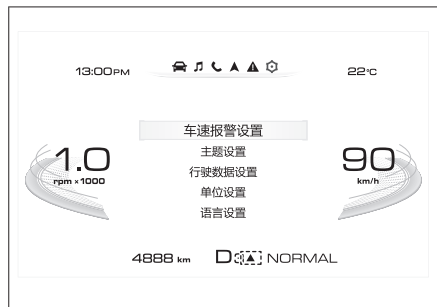 13:00PM
22℃
车速报警设置
主题设置
行驶数据设置
单位设置
语言设置
1.0
rpm×1000
90
km/h
4888 km
D NORMAL